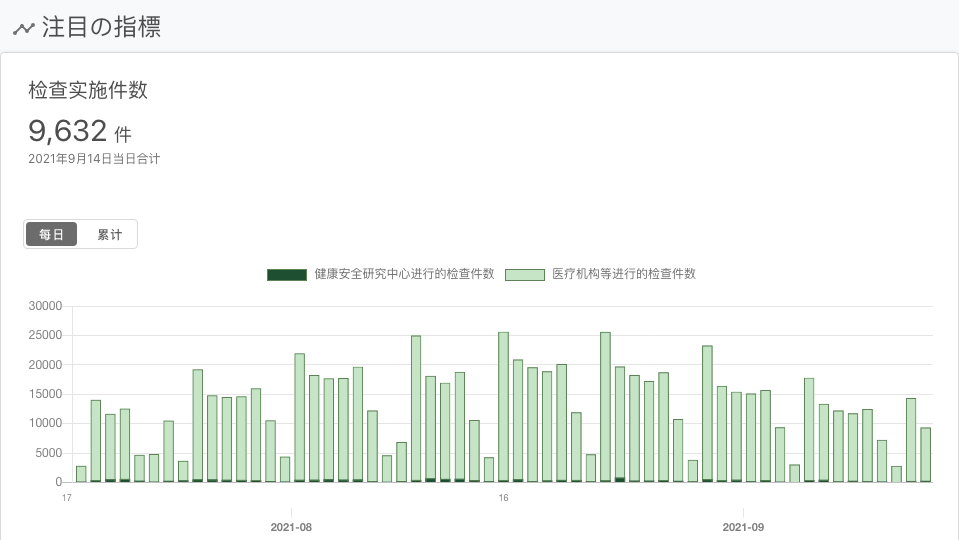 注目の指標
检查实施件数
9,632 件
2021年9月14日当日合计
每日 累计
健康安全研究中心进行的检查件数 医疗机构等进行的检查件数
30000
25000
20000
15000
10000
5000
0
17 16
2021-08 2021-09